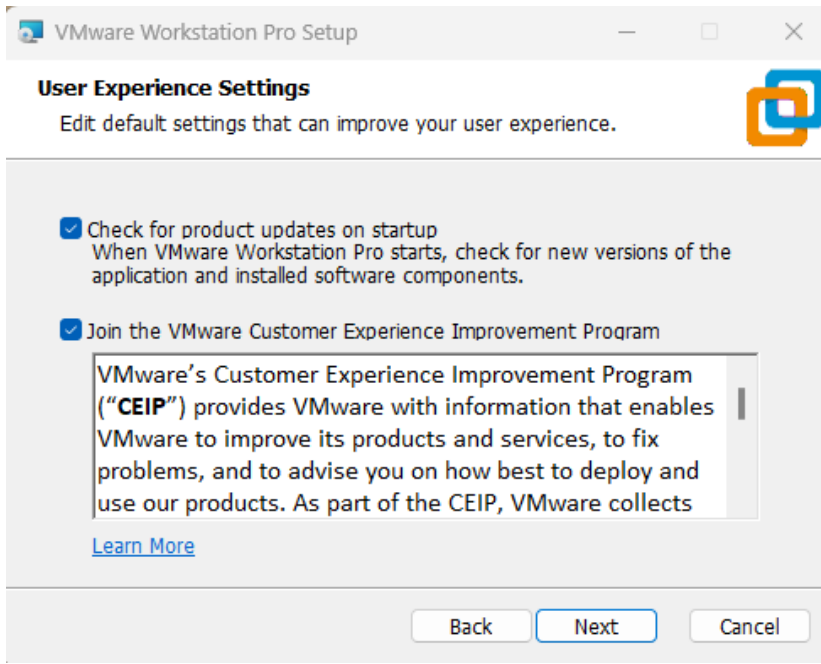 VMware Workstation Pro Setup
User Experience Settings
Edit default settings that can improve your user experience.
Check for product updates on startup
When VMware Workstation Pro starts, check for new versions of the
application and installed software components.
Join the VMware Customer Experience Improvement Program
VMware’s Customer Experience Improvement Program
(“CEIP”) provides VMware with information that enables
VMware to improve its products and services, to fix
problems, and to advise you on how best to deploy and
use our products. As part of the CEIP, VMware collects
Learn More
Back Next Cancel